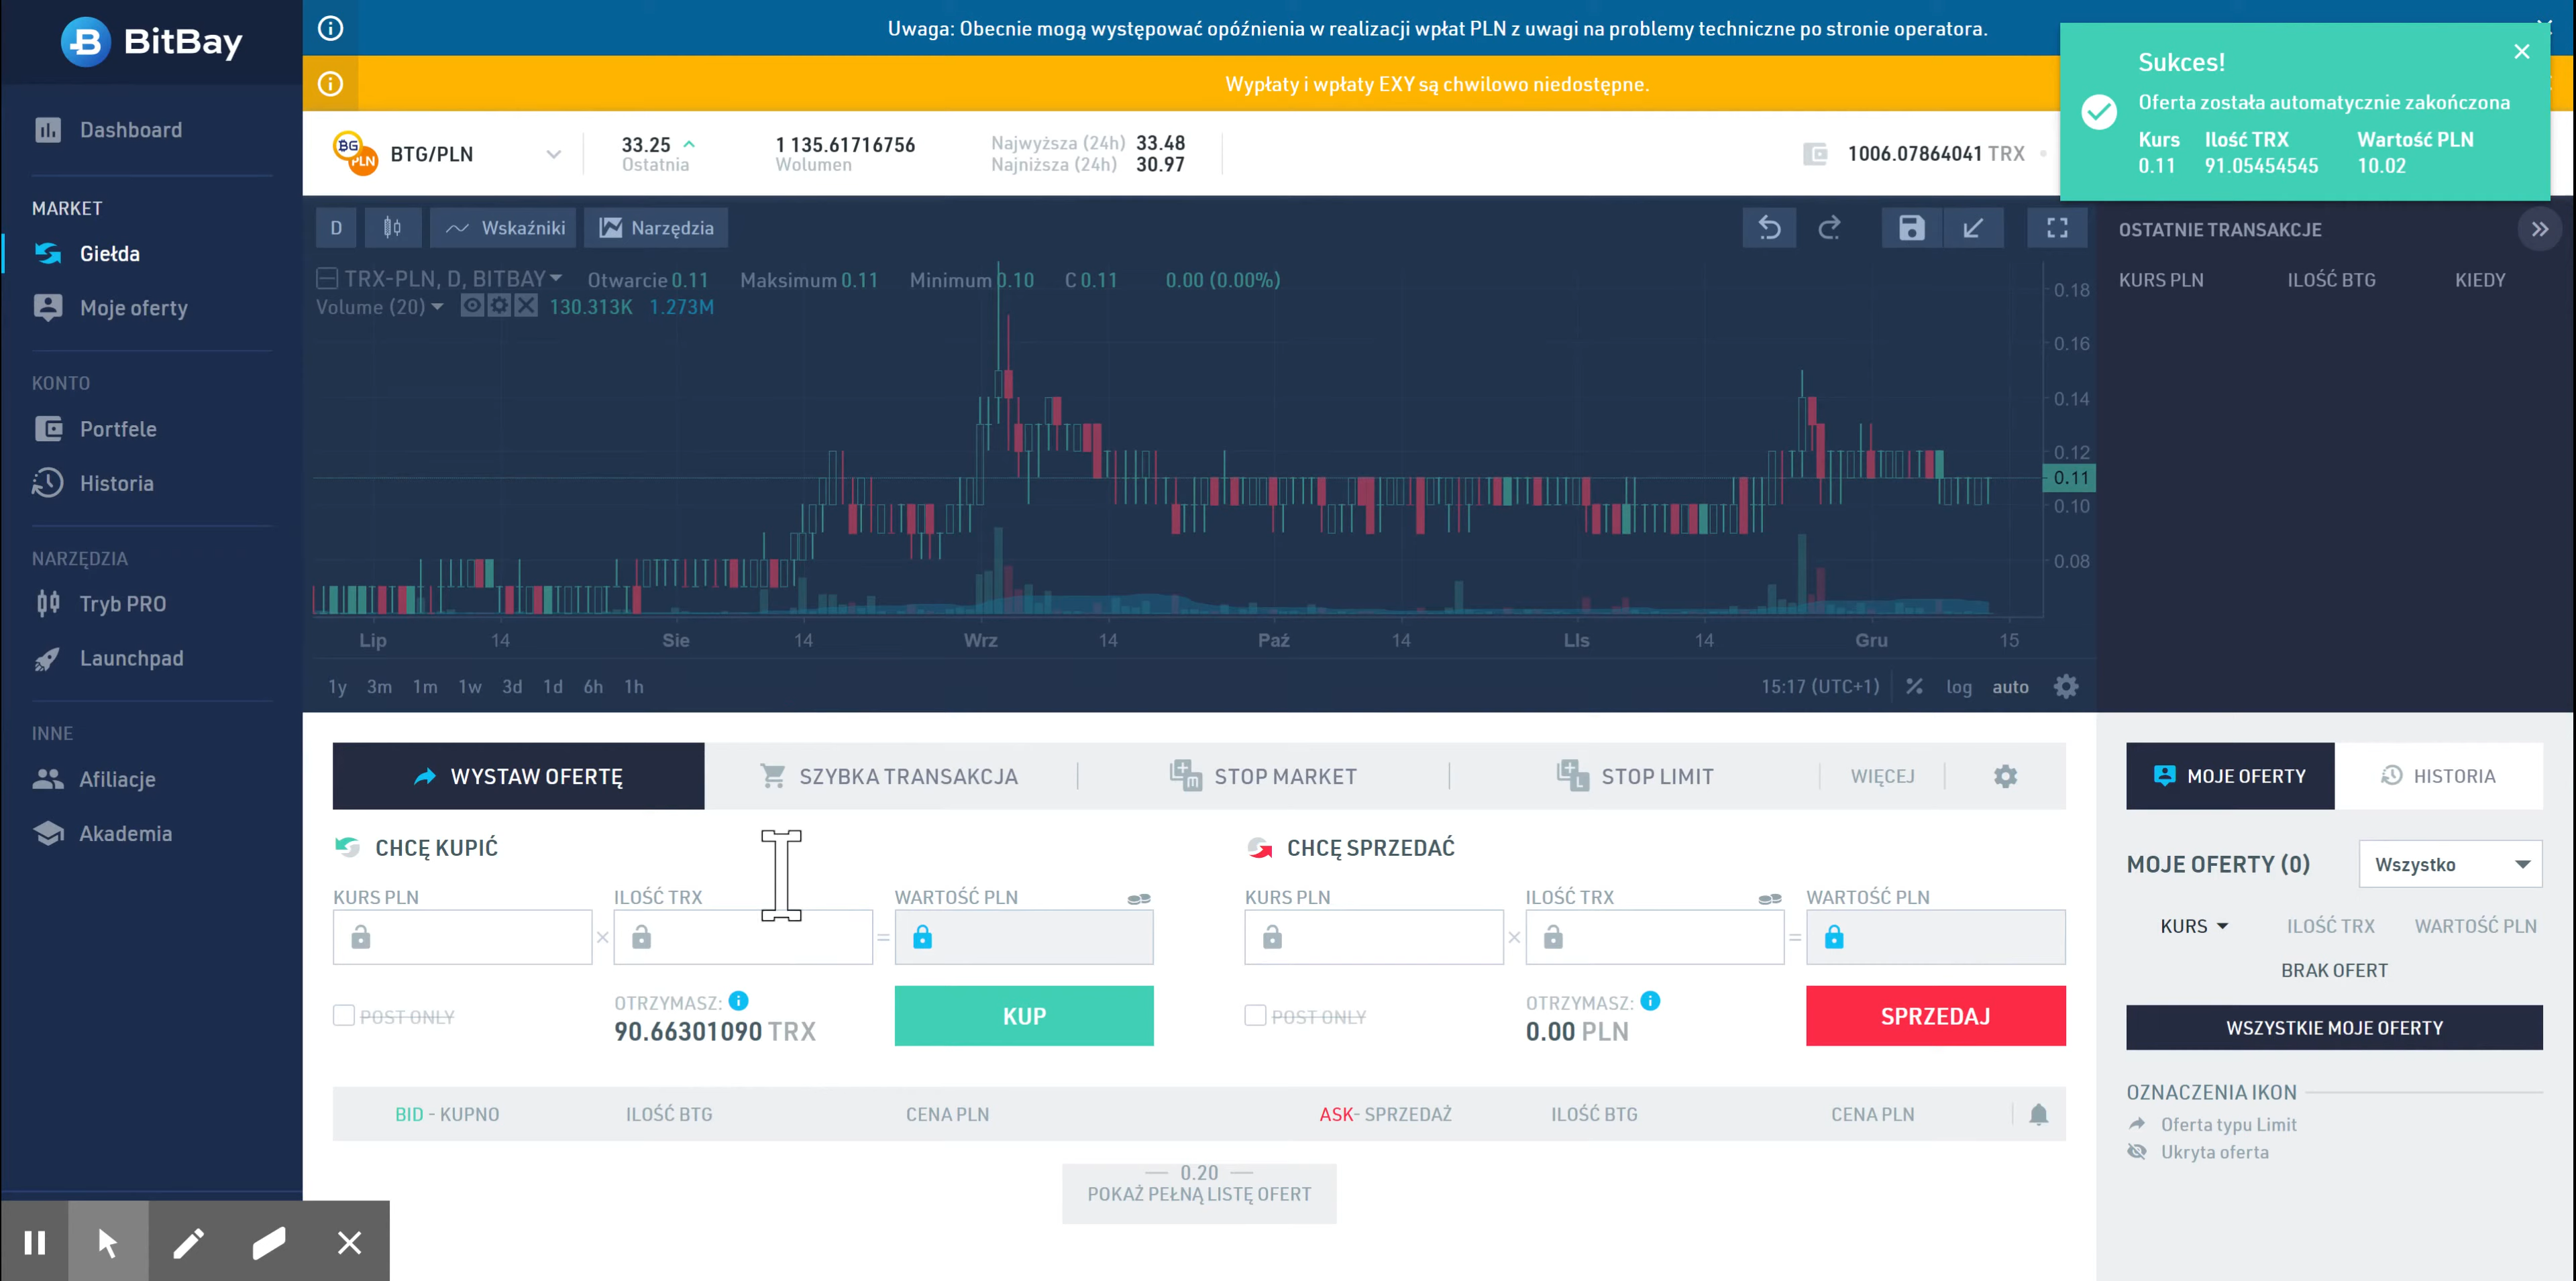 BitBay
Dashboard
MARKET
Giełda
Moje oferty
KONTO
Portfele
Historia
NARZĘDZIA
Tryb PRO
Launchpad
INNE
Afiliacje
Akademia
Uwaga: Obecnie mogą występować opóźnienia w realizacji wpłat PLN z uwagi na problemy techniczne po stronie operatora.
Wypłaty i wpłaty EXY są chwilowo niedostępne.
Sukces!
Oferta została automatycznie zakończona
Kurs Ilość TRX Wartość PLN
0.11 91.05454545 10.02
BG PLN BTG/PLN
33.25 1 135.61716756 Najwyższa (24h) 33.48
Ostatnia Wolumen Najniższa (24h) 30.97
1006.07864041 TRX
D Wskaźniki Narzędzia
TRX-PLN, D, BITBAY Otwarcie 0.11 Maksimum 0.11 Minimum 0.10 C 0.11 0.00 (0.00%)
Volume (20) 130.313K 1.273M
0.18
0.16
0.14
0.12
0.11
0.10
0.08
Lip 14 Sie 14 Wrz 14 Paź 14 LIs 14 Gru 15
1y 3m 1m 1w 3d 1d 6h 1h 15:17 (UTC+1) % log auto
OSTATNIE TRANSAKCJE
KURS PLN ILOŚĆ BTG KIEDY
WYSTAW OFERTĘ SZYBKA TRANSAKCJA STOP MARKET STOP LIMIT WIĘCEJ
CHCĘ KUPIĆ
KURS PLN ILOŚĆ TRX WARTOŚĆ PLN
× =
POST ONLY
OTRZYMASZ:
90.66301090 TRX
KUP
CHCĘ SPRZEDAĆ
KURS PLN ILOŚĆ TRX WARTOŚĆ PLN
× =
POST ONLY
OTRZYMASZ:
0.00 PLN
SPRZEDAJ
BID - KUPNO ILOŚĆ BTG CENA PLN ASK- SPRZEDAŻ ILOŚĆ BTG CENA PLN
0.20
POKAŻ PEŁNĄ LISTĘ OFERT
MOJE OFERTY HISTORIA
MOJE OFERTY (0) Wszystko
KURS ILOŚĆ TRX WARTOŚĆ PLN
BRAK OFERT
WSZYSTKIE MOJE OFERTY
OZNACZENIA IKON
Oferta typu Limit
Ukryta oferta